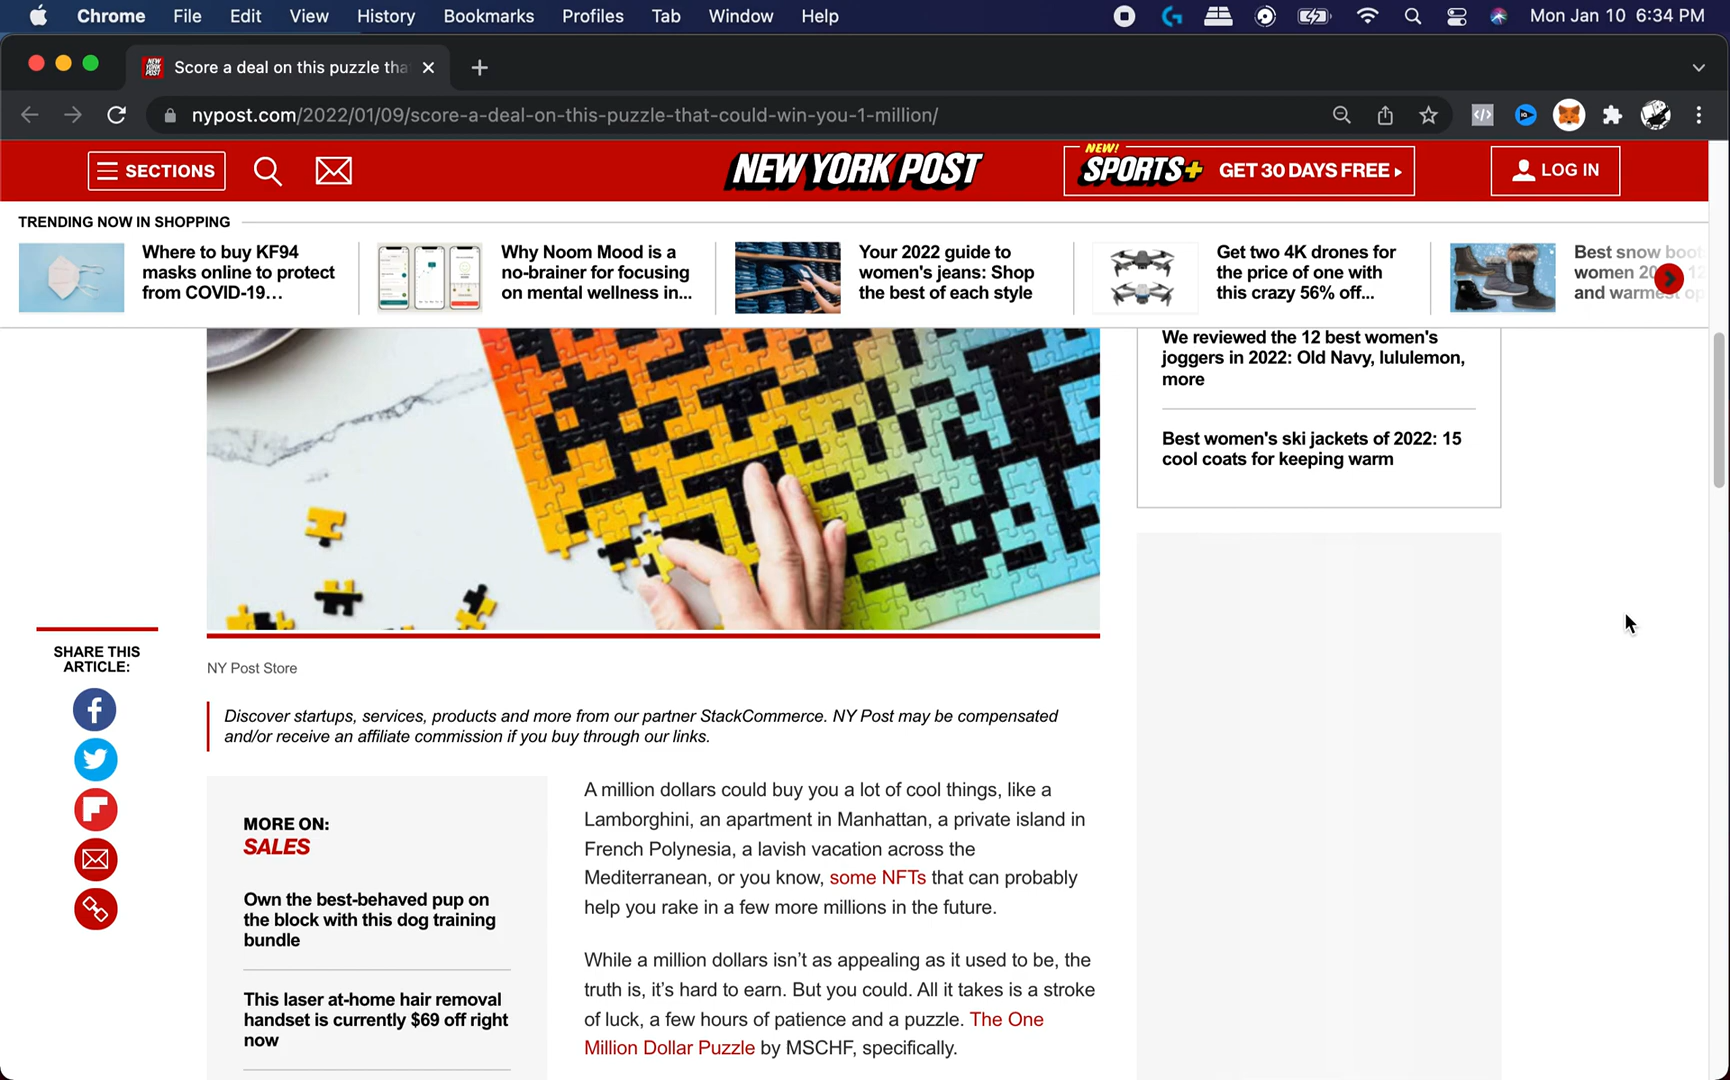 Chrome File Edit View History Bookmarks Profiles Tab Window Help Mon Jan 10 6:34 PM
Score a deal on this puzzle tha
nypost.com/2022/01/09/score-a-deal-on-this-puzzle-that-could-win-you-1-million/
SECTIONS
NEW YORK POST
NEW!
SPORTS+ GET 30 DAYS FREE
LOG IN
TRENDING NOW IN SHOPPING
Where to buy KF94
masks online to protect
from COVID-19...
Why Noom Mood is a
no-brainer for focusing
on mental wellness in...
Your 2022 guide to
women's jeans: Shop
the best of each style
Get two 4K drones for
the price of one with
this crazy 56% off...
Best snow boot
women 20 12
and warmest op
We reviewed the 12 best women's
joggers in 2022: Old Navy, lululemon,
more
Best women's ski jackets of 2022: 15
cool coats for keeping warm
SHARE THIS
ARTICLE:
NY Post Store
Discover startups, services, products and more from our partner StackCommerce. NY Post may be compensated
and/or receive an affiliate commission if you buy through our links.
MORE ON:
SALES
Own the best-behaved pup on
the block with this dog training
bundle
This laser at-home hair removal
handset is currently $69 off right
now
A million dollars could buy you a lot of cool things, like a
Lamborghini, an apartment in Manhattan, a private island in
French Polynesia, a lavish vacation across the
Mediterranean, or you know, some NFTs that can probably
help you rake in a few more millions in the future.
While a million dollars isn't as appealing as it used to be, the
truth is, it's hard to earn. But you could. All it takes is a stroke
of luck, a few hours of patience and a puzzle. The One
Million Dollar Puzzle by MSCHF, specifically.